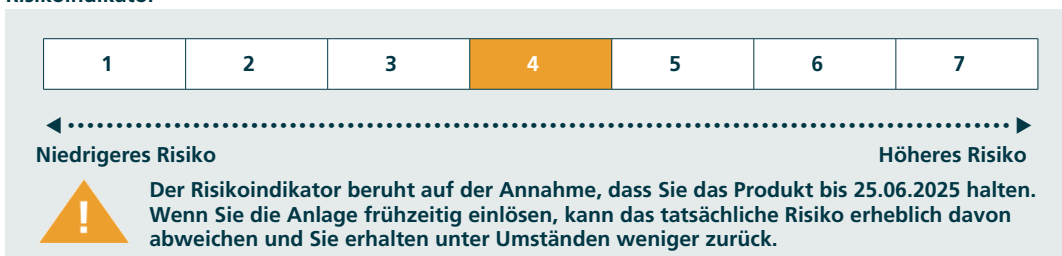 Risikoindikator
1 2 3 4 5 6 7
Niedrigeres Risiko Höheres Risiko
Der Risikoindikator beruht auf der Annahme, dass Sie das Produkt bis 25.06.2025 halten.
Wenn Sie die Anlage frühzeitig einlösen, kann das tatsächliche Risiko erheblich davon
abweichen und Sie erhalten unter Umständen weniger zurück.